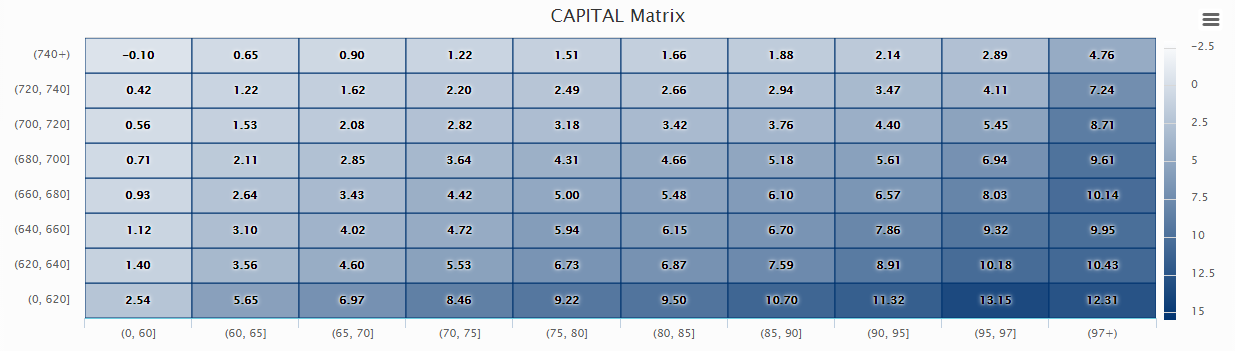 CAPITAL Matrix
(740+) −0.10 0.65 0.90 1.22 1.51 1.66 1.88 2.14 2.89 4.76
(720, 740] 0.42 1.22 1.62 2.20 2.49 2.66 2.94 3.47 4.11 7.24
(700, 720] 0.56 1.53 2.08 2.82 3.18 3.42 3.76 4.40 5.45 8.71
(680, 700] 0.71 2.11 2.85 3.64 4.31 4.66 5.18 5.61 6.94 9.61
(660, 680] 0.93 2.64 3.43 4.42 5.00 5.48 6.10 6.57 8.03 10.14
(640, 660] 1.12 3.10 4.02 4.72 5.94 6.15 6.70 7.86 9.32 9.95
(620, 640] 1.40 3.56 4.60 5.53 6.73 6.87 7.59 8.91 10.18 10.43
(0, 620] 2.54 5.65 6.97 8.46 9.22 9.50 10.70 11.32 13.15 12.31
(0, 60] (60, 65] (65, 70] (70, 75] (75, 80] (80, 85] (85, 90] (90, 95] (95, 97] (97+)
−2.5
0
2.5
5
7.5
10
12.5
15